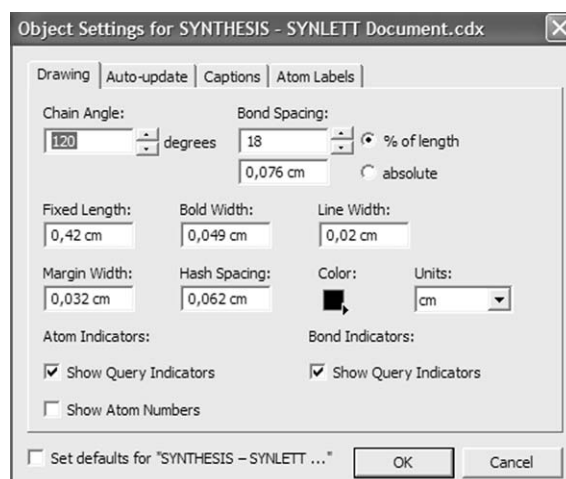 Object Settings for SYNTHESIS - SYNLETT Document.cdx
Drawing Auto-update Captions Atom Labels
Chain Angle: Bond Spacing:
120 degrees 18 % of length
0,076 cm absolute
Fixed Length: Bold Width: Line Width:
0,42 cm 0,049 cm 0,02 cm
Margin Width: Hash Spacing: Color: Units:
0,032 cm 0,062 cm cm
Atom Indicators: Bond Indicators:
Show Query Indicators Show Query Indicators
Show Atom Numbers
Set defaults for "SYNTHESIS – SYNLETT ..." OK Cancel